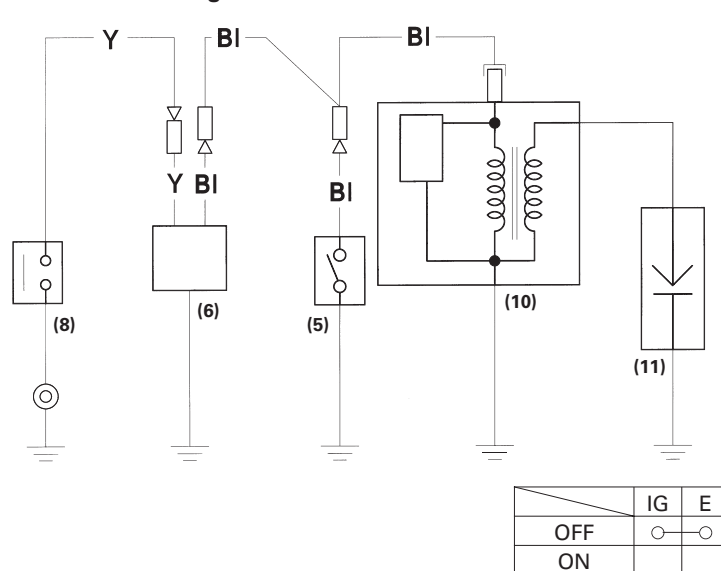 Y
Bl
Bl
Y Bl
Bl
(8)
(6)
(5)
(10)
(11)
IG E
OFF
ON